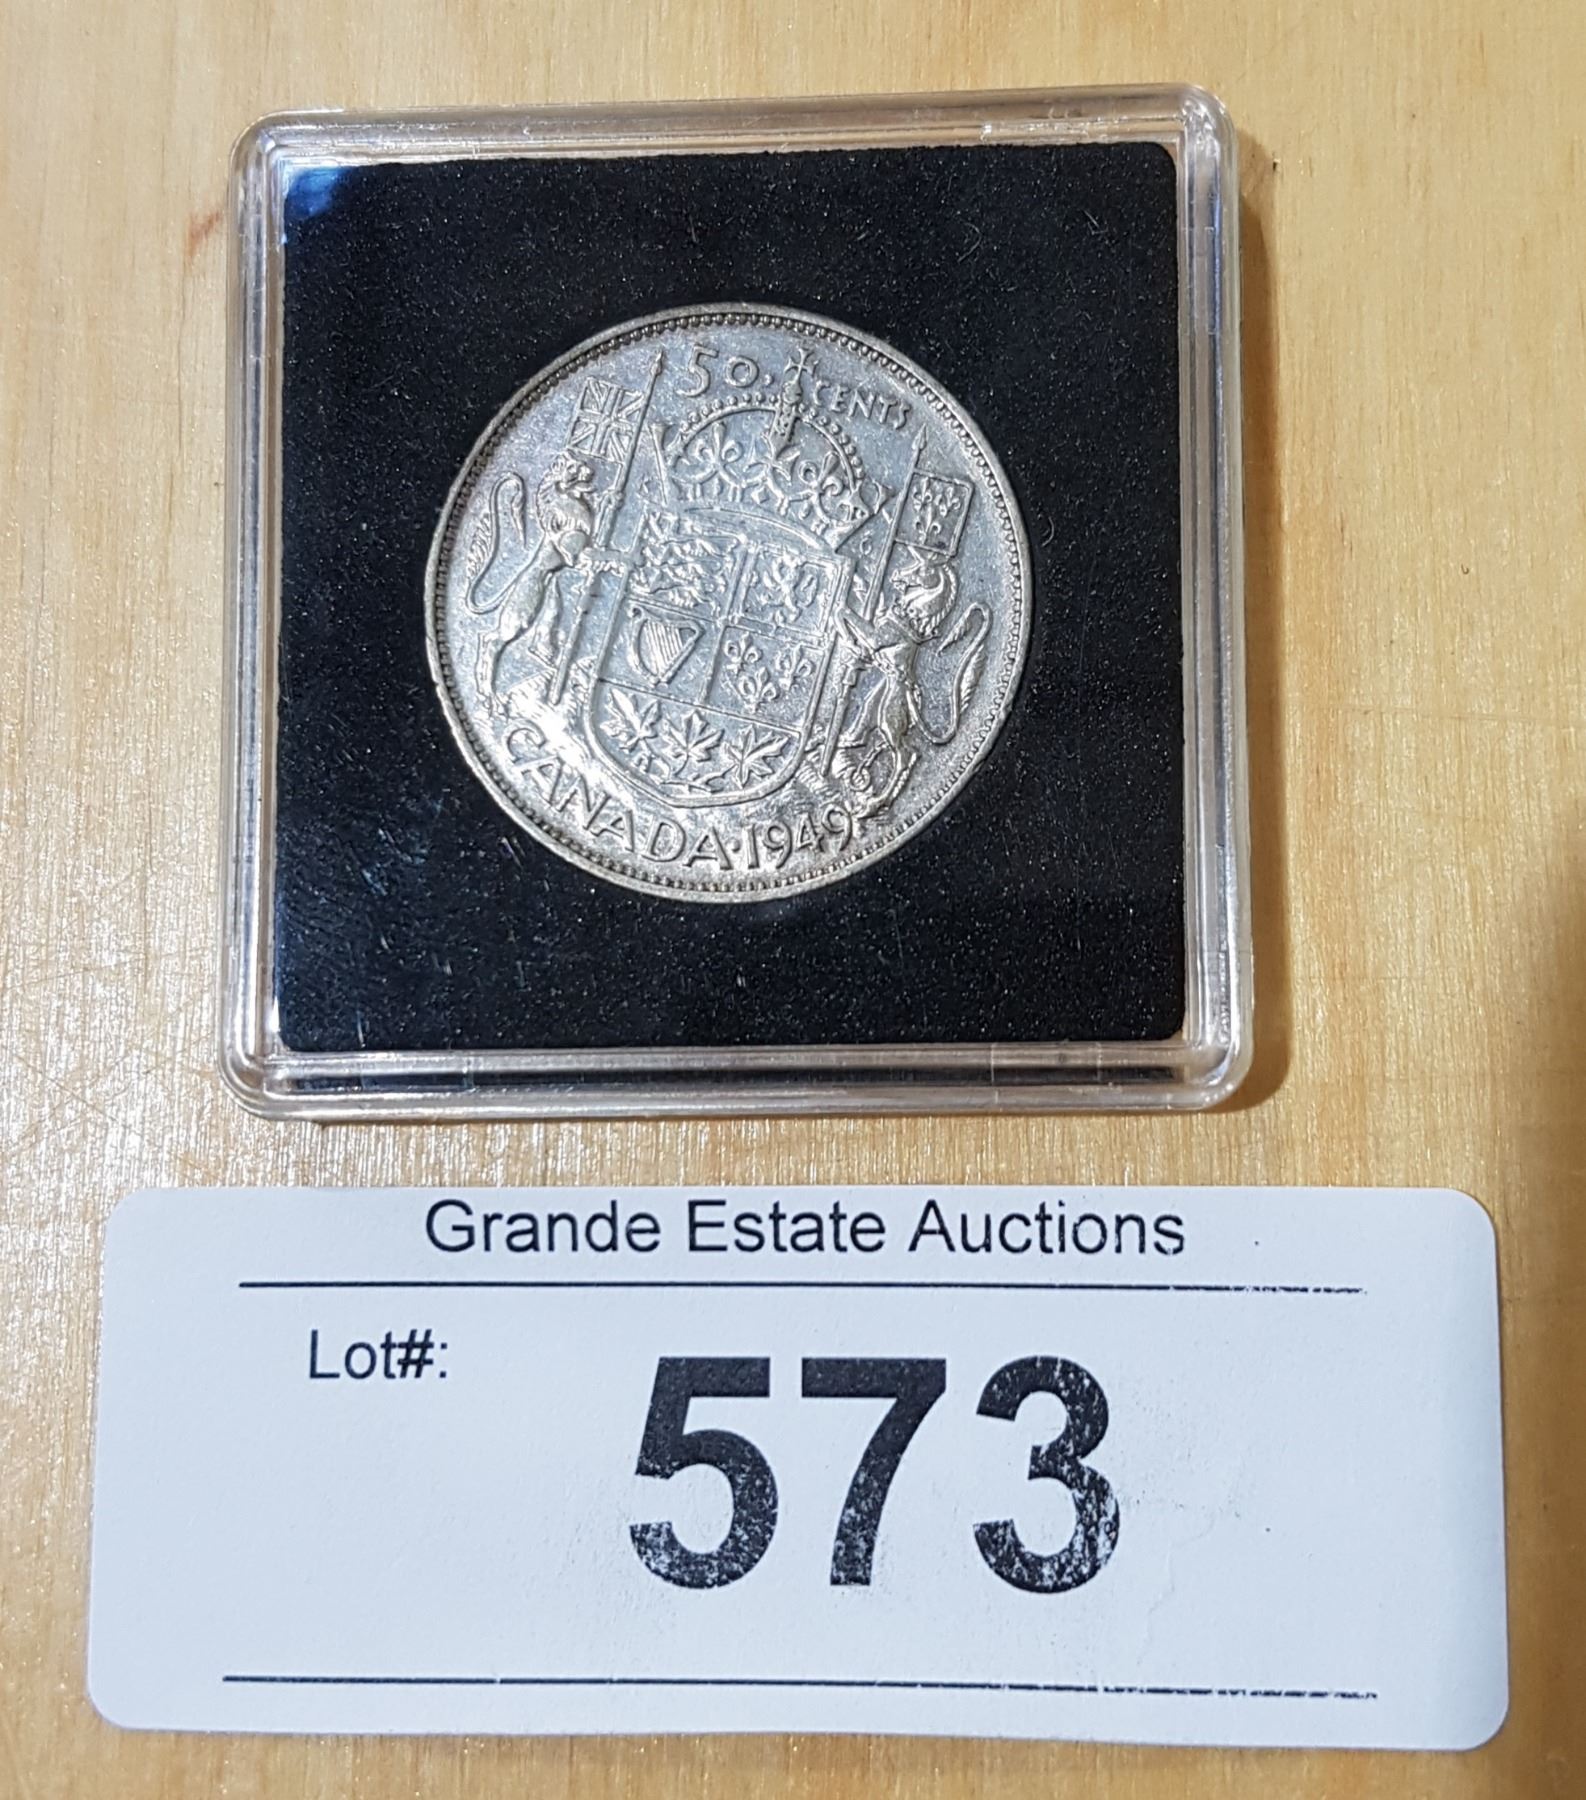 50 CENTS
CANADA·1949
Grande Estate Auctions
Lot#:
573